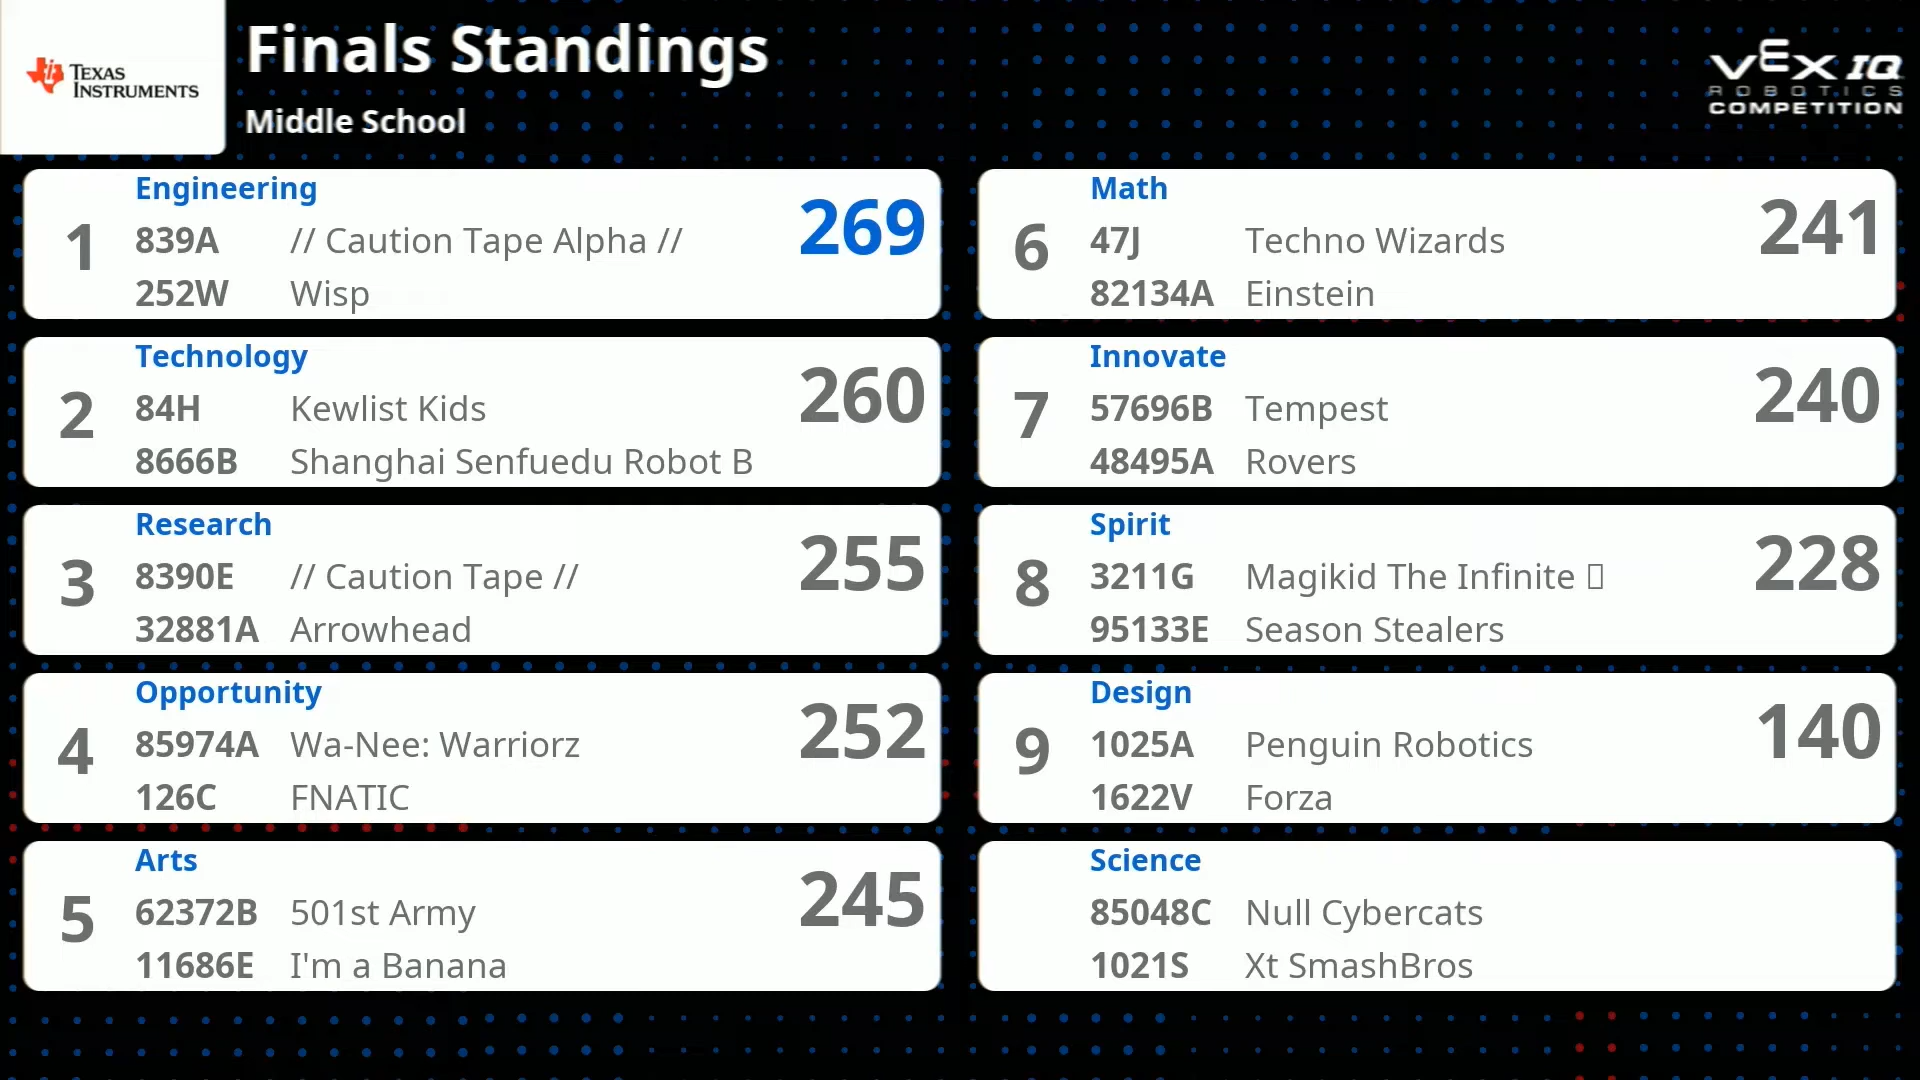 TEXAS
INSTRUMENTS
Finals Standings
Middle School
VEX IQ
ROBOTICS
COMPETITION
1
Engineering
839A // Caution Tape Alpha //
252W Wisp
269
2
Technology
84H Kewlist Kids
8666B Shanghai Senfuedu Robot B
260
3
Research
8390E // Caution Tape //
32881A Arrowhead
255
4
Opportunity
85974A Wa-Nee: Warriorz
126C FNATIC
252
5
Arts
62372B 501st Army
11686E I'm a Banana
245
6
Math
47J Techno Wizards
82134A Einstein
241
7
Innovate
57696B Tempest
48495A Rovers
240
8
Spirit
3211G Magikid The Infinite
95133E Season Stealers
228
9
Design
1025A Penguin Robotics
1622V Forza
140
Science
85048C Null Cybercats
1021S Xt SmashBros